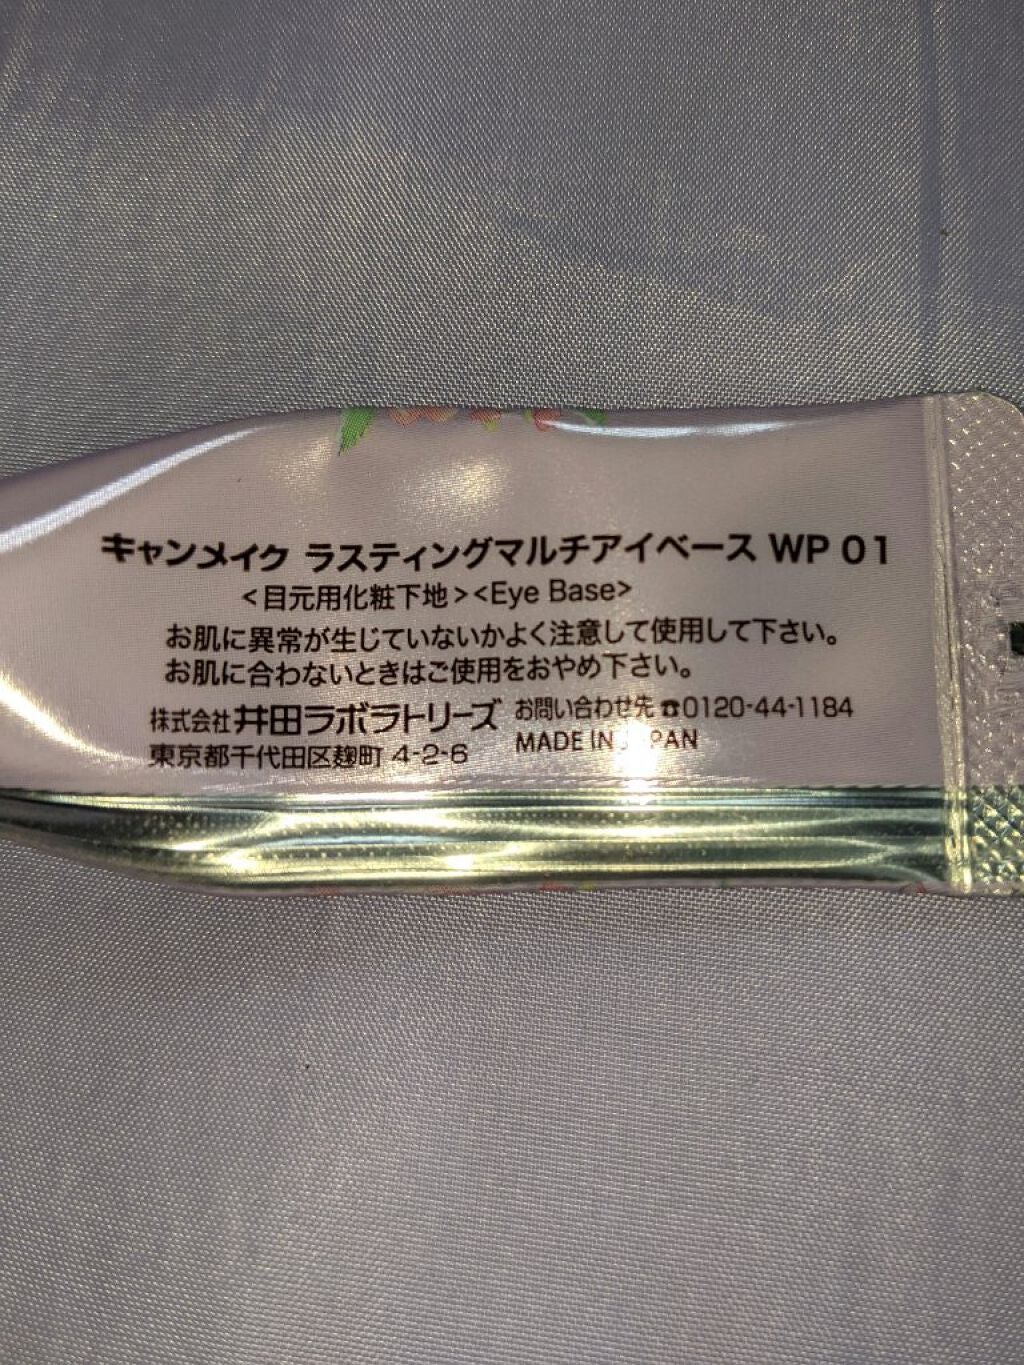 キャンメイク ラスティングマルチアイベース WP 01
<目元用化粧下地><Eye Base>
お肌に異常が生じていないかよく注意して使用して下さい。
お肌に合わないときはご使用をおやめ下さい。
株式会社井田ラボラトリーズ お問い合わせ先☎0120-44-1184
東京都千代田区麹町 4-2-6 MADE IN JAPAN